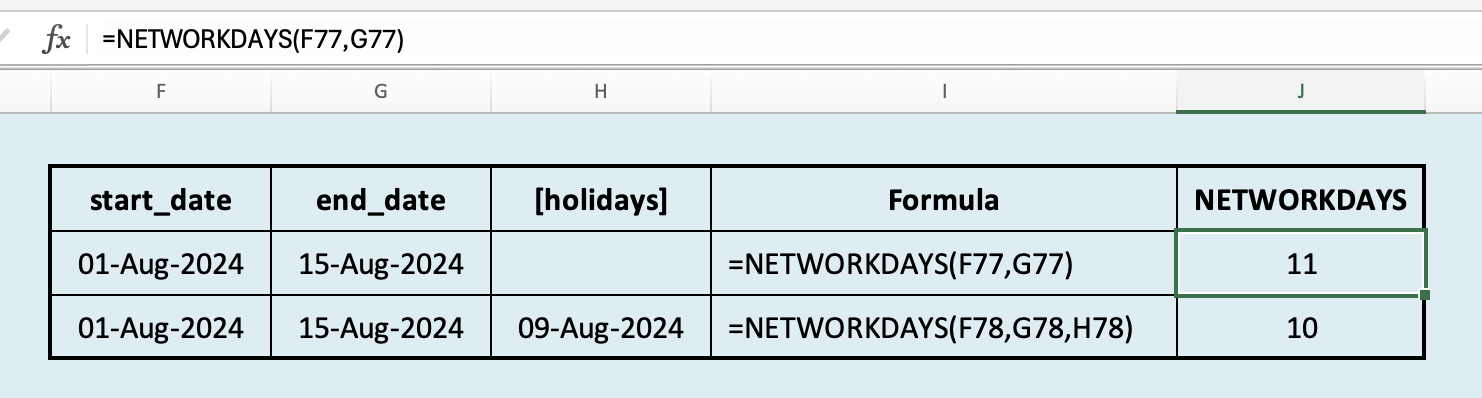 fx =NETWORKDAYS(F77,G77)
F G H I J
start_date end_date [holidays] Formula NETWORKDAYS
01-Aug-2024 15-Aug-2024 =NETWORKDAYS(F77,G77) 11
01-Aug-2024 15-Aug-2024 09-Aug-2024 =NETWORKDAYS(F78,G78,H78) 10